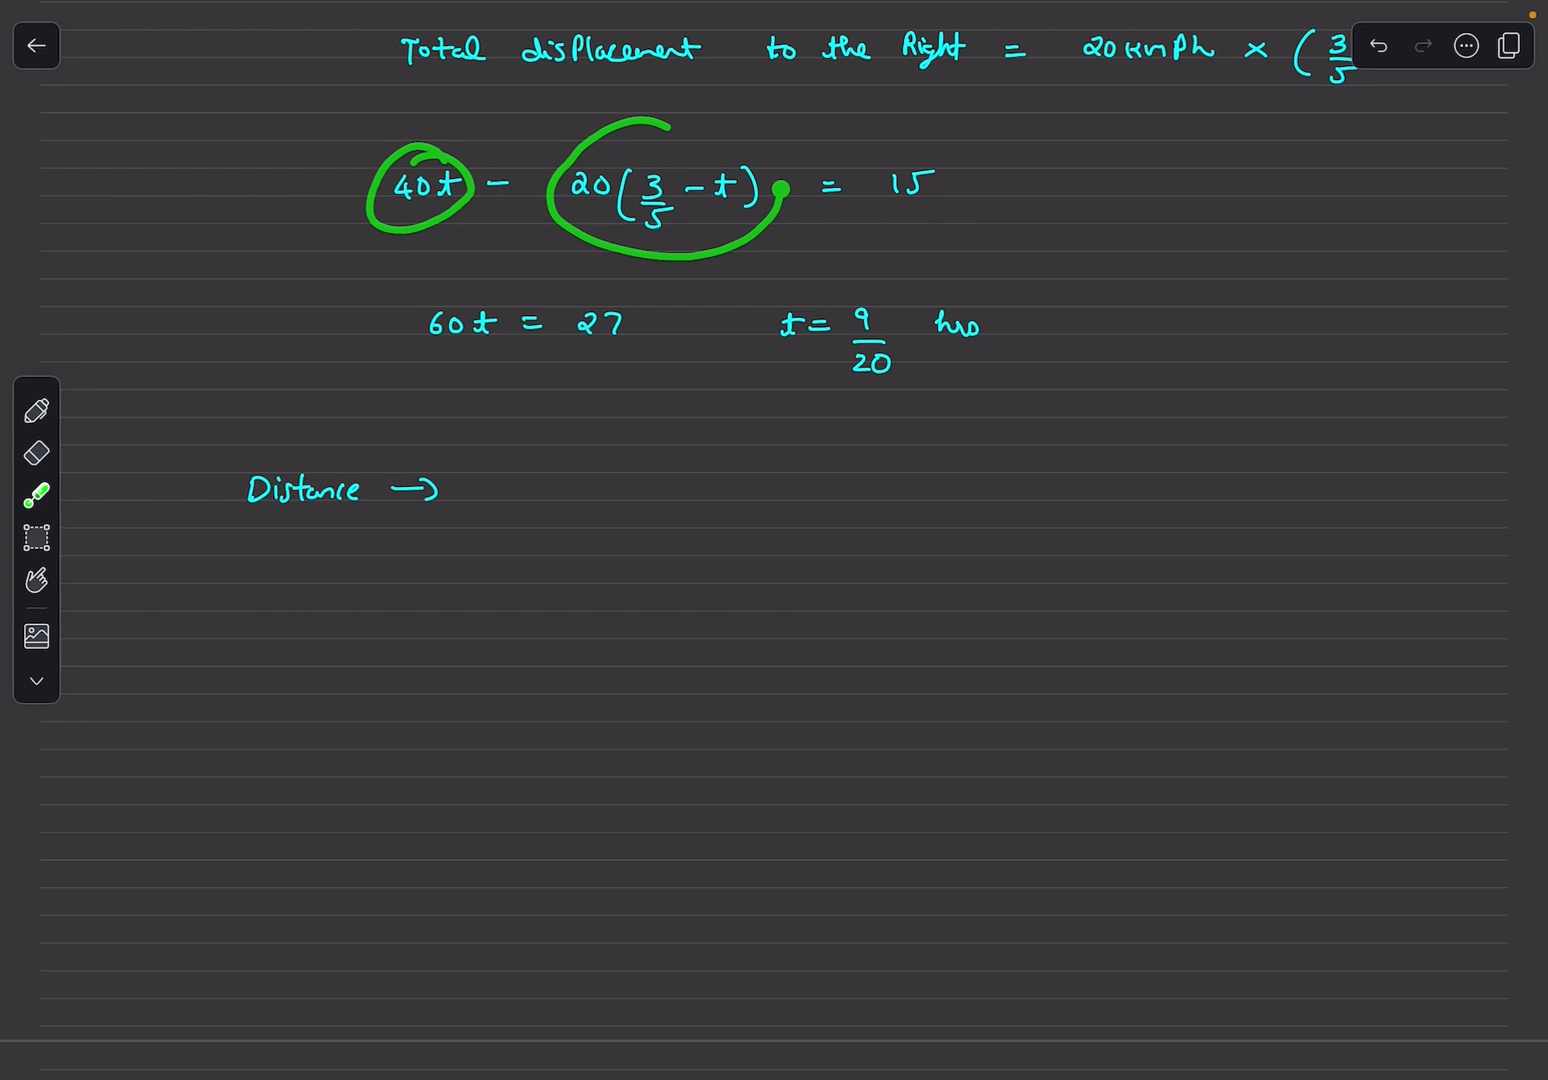 Total displacement to the Right = 20 kmph × (3/5
40t - 20(3/5 - t) = 15
60t = 27 t = 9/20 hrs
Distance →